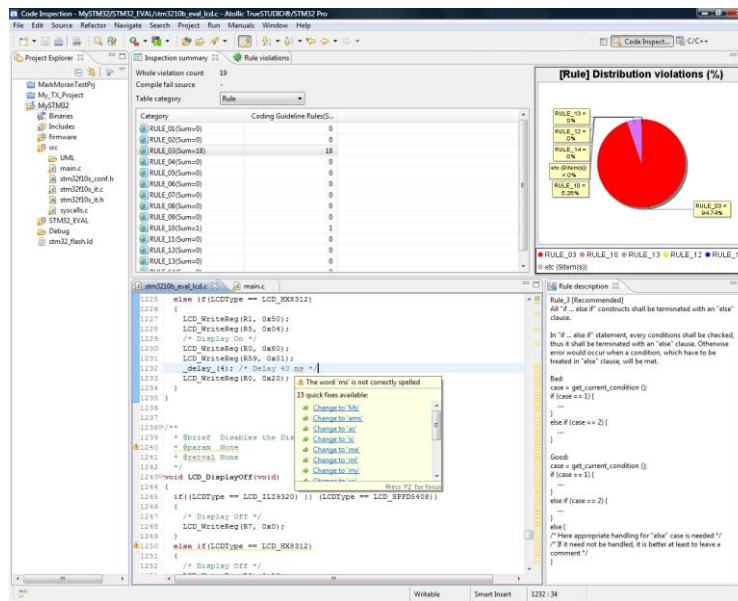 Code Inspection - MySTM32/STM32_EVAL/stm3210b_eval_lcd.c - Atollic TrueSTUDIO®/STM32 Pro
File Edit Source Refactor Navigate Search Project Run Manuals Window Help
Code Inspect... C/C++
Project Explorer
MarkMoranTestPrj
My_TX_Project
MySTM32
Binaries
Includes
firmware
src
UML
main.c
stm32f10x_conf.h
stm32f10x_it.c
stm32f10x_it.h
syscalls.c
STM32_EVAL
Debug
stm32_flash.ld
Inspection summary Rule violations
Whole violation count 19
Compile fail source -
Table category Rule
Category Coding Guideline Rules(S...
RULE_01(Sum=0) 0
RULE_02(Sum=0) 0
RULE_03(Sum=18) 18
RULE_04(Sum=0) 0
RULE_05(Sum=0) 0
RULE_06(Sum=0) 0
RULE_07(Sum=0) 0
RULE_08(Sum=0) 0
RULE_09(Sum=0) 0
RULE_10(Sum=1) 1
RULE_11(Sum=0) 0
RULE_12(Sum=0) 0
RULE_13(Sum=0) 0
[Rule] Distribution violations (%)
RULE_13 = 0%
RULE_12 = 0%
RULE_14 = 0%
etc (9item(s)) = 0%
RULE_10 = 5.26%
RULE_03 = 94.74%
RULE_03 RULE_10 RULE_13 RULE_12 RULE_1
etc (9item(s))
stm3210b_eval_lcd.c main.c
1225 else if(LCDType == LCD_HX8312)
1226 {
1227 LCD_WriteReg(R1, 0x50);
1228 LCD_WriteReg(R5, 0x04);
1229 /* Display On */
1230 LCD_WriteReg(R0, 0x80);
1231 LCD_WriteReg(R59, 0x01);
1232 _delay_(4); /* Delay 40 ms */
1233 LCD_WriteReg(R0, 0x20);
1234 }
1235 }
1236
1237
1238 /**
1239 * @brief Disables the Dis
1240 * @param None
1241 * @retval None
1242 */
1243 void LCD_DisplayOff(void)
1244 {
1245 if((LCDType == LCD_ILI9320) || (LCDType == LCD_SPFD5408))
1246 {
1247 /* Display Off */
1248 LCD_WriteReg(R7, 0x0);
1249 }
1250 else if(LCDType == LCD_HX8312)
1251 {
1252 /* Display Off */
The word 'ms' is not correctly spelled
15 quick fixes available:
Change to 'Ms'
Change to 'ams'
Change to 'as'
Change to 'is'
Change to 'me'
Change to 'mi'
Change to 'mu'
Press 'F2' for focus
Rule description
Rule_3 [Recommended]
All "if ... else if" constructs shall be terminated with an "else"
clause.
In "if ... else if" statement, every conditions shall be checked,
thus it shall be terminated with an "else" clause. Otherwise
error would occur when a condition, which have to be
treated in "else" clause, will be met.
Bad:
case = get_current_condition ();
if (case == 1) {
...
}
else if (case == 2) {
...
}
Good:
case = get_current_condition ();
if (case == 1) {
...
}
else if (case == 2) {
...
}
else {
/* Here appropriate handling for "else" case is needed */
/* If it need not be handled, it is better at least to leave a
comment */
}
Writable Smart Insert 1232 : 34